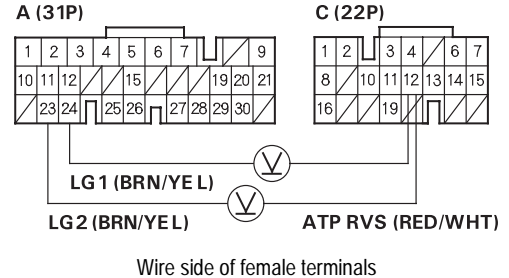 A (31P) C (22P)
1 2 3 4 5 6 7 9 1 2 3 4 6 7
10 11 12 15 19 20 21 8 10 11 12 13 14 15
23 24 25 26 27 28 29 30 16 19
LG1 (BRN/YEL)
LG2 (BRN/YEL) ATP RVS (RED/WHT)
Wire side of female terminals